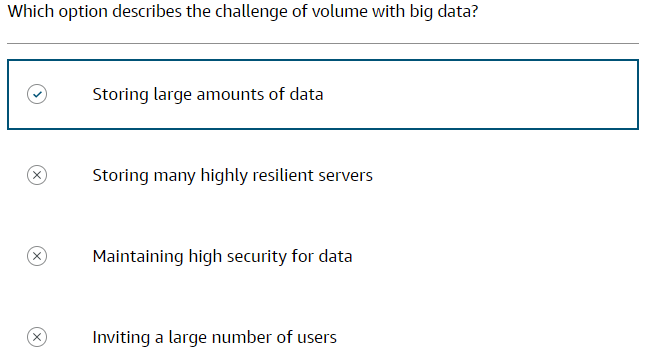 Which option describes the challenge of volume with big data?
Storing large amounts of data
Storing many highly resilient servers
Maintaining high security for data
Inviting a large number of users